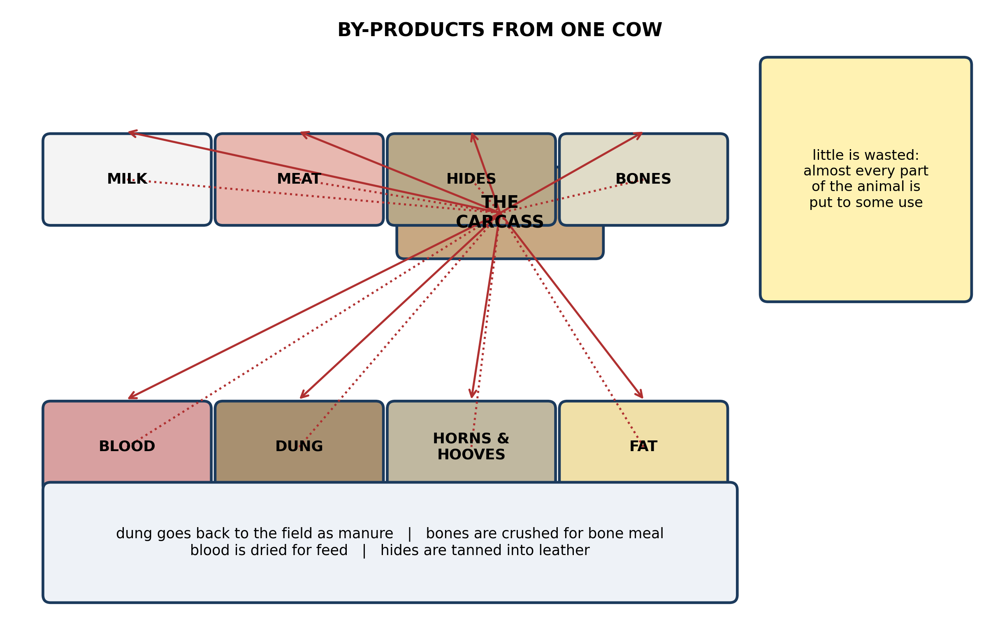 BY-PRODUCTS FROM ONE COW
MILK
MEAT
HIDES
BONES
THE
CARCASS
little is wasted:
almost every part
of the animal is
put to some use
BLOOD
DUNG
HORNS &
HOOVES
FAT
dung goes back to the field as manure | bones are crushed for bone meal
blood is dried for feed | hides are tanned into leather